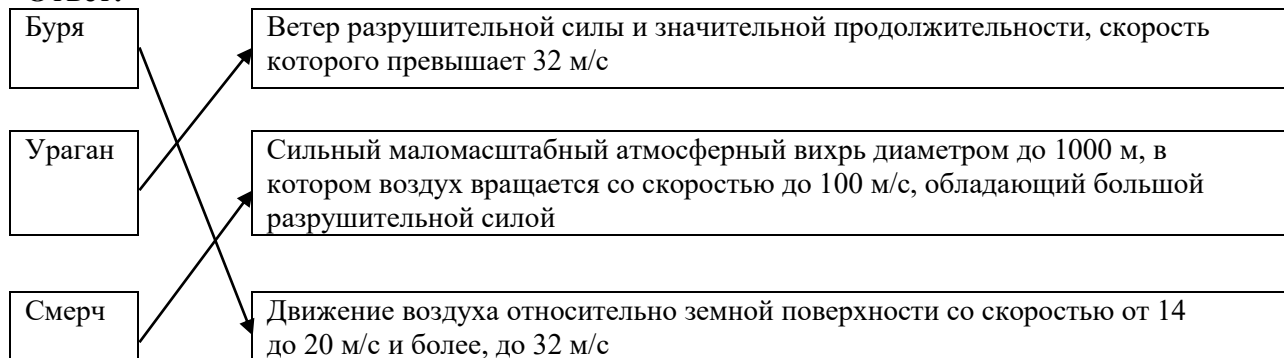 Буря
Ветер разрушительной силы и значительной продолжительности, скорость
которого превышает 32 м/с
Ураган
Сильный маломасштабный атмосферный вихрь диаметром до 1000 м, в
котором воздух вращается со скоростью до 100 м/с, обладающий большой
разрушительной силой
Смерч
Движение воздуха относительно земной поверхности со скоростью от 14
до 20 м/с и более, до 32 м/с